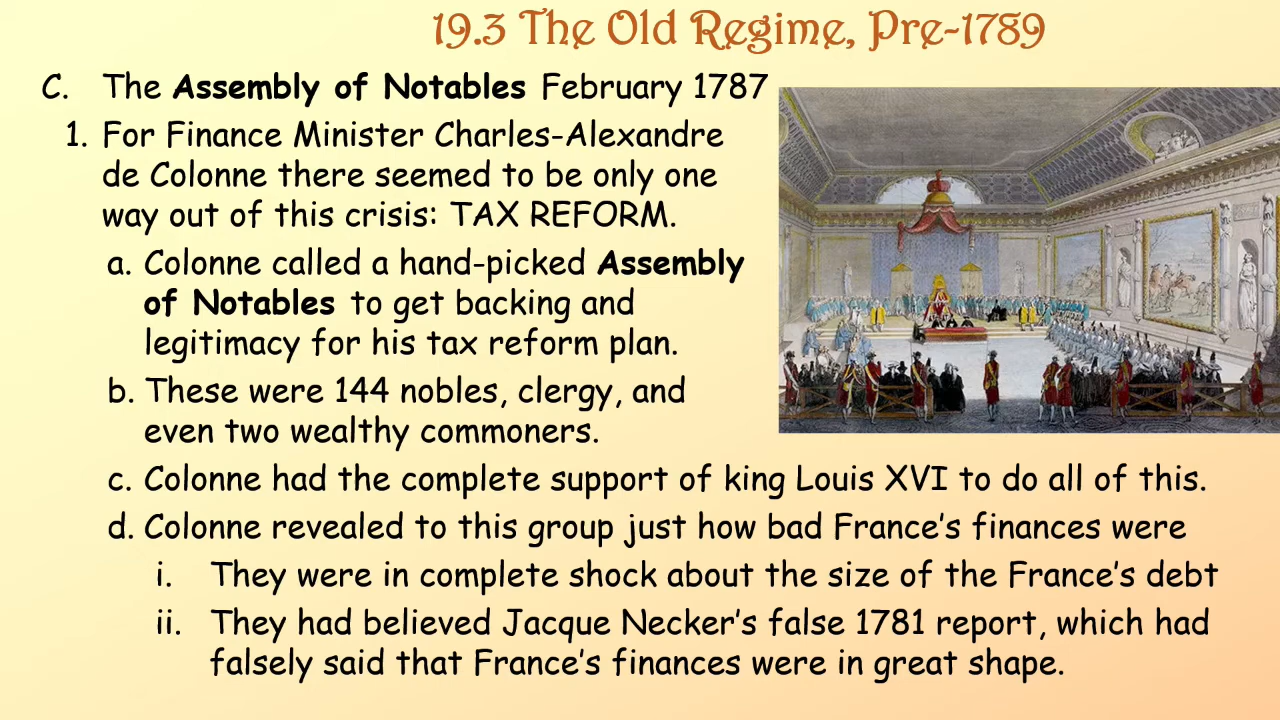 19.3 The Old Regime, Pre-1789
C. The Assembly of Notables February 1787
1. For Finance Minister Charles-Alexandre
de Colonne there seemed to be only one
way out of this crisis: TAX REFORM.
a. Colonne called a hand-picked Assembly
of Notables to get backing and
legitimacy for his tax reform plan.
b. These were 144 nobles, clergy, and
even two wealthy commoners.
c. Colonne had the complete support of king Louis XVI to do all of this.
d. Colonne revealed to this group just how bad France's finances were
i. They were in complete shock about the size of the France's debt
ii. They had believed Jacque Necker's false 1781 report, which had
falsely said that France's finances were in great shape.